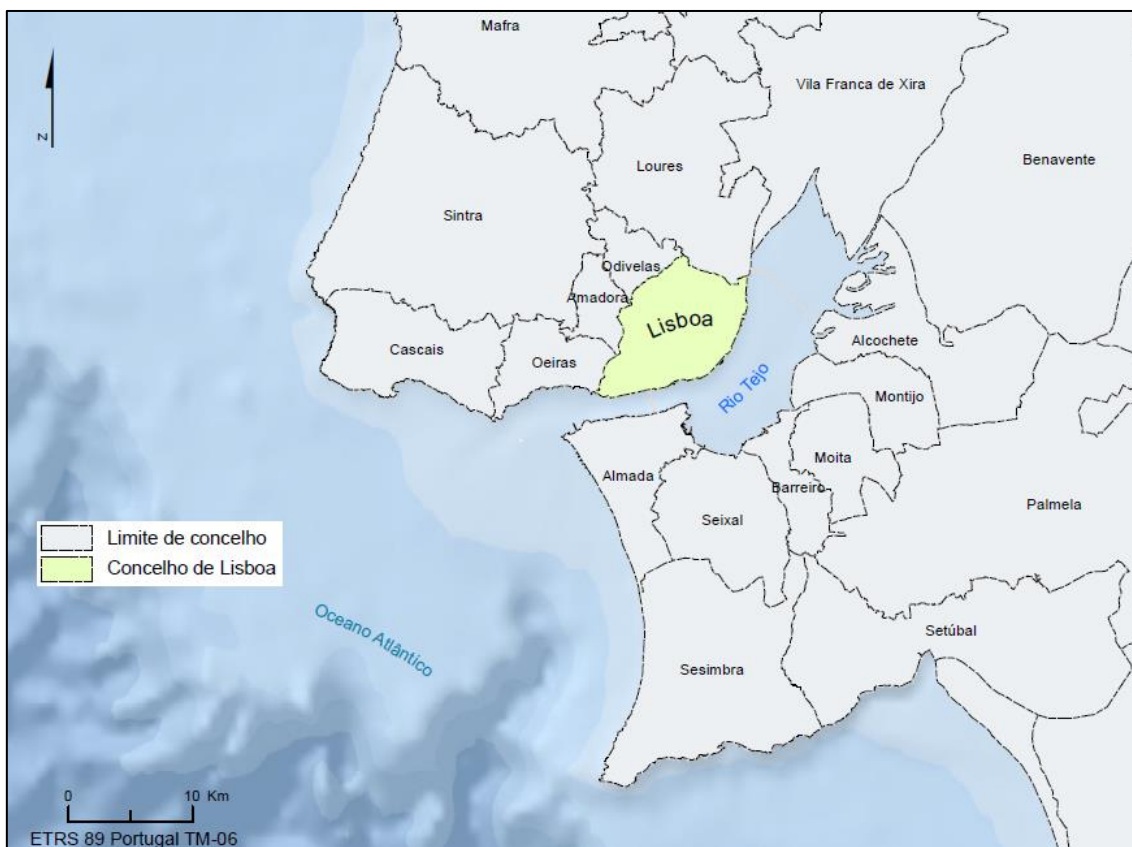 Mafra
Vila Franca de Xira
Z
Benavente
Loures
Sintra
Odivelas
Amadora
Lisboa
Cascais
Oeiras
Alcochete
Rio Tejo
Montijo
Moita
Almada
Barreiro
Palmela
Seixal
Limite de concelho
Concelho de Lisboa
Oceano Atlântico
Setúbal
Sesimbra
0 10 Km
ETRS 89 Portugal TM-06